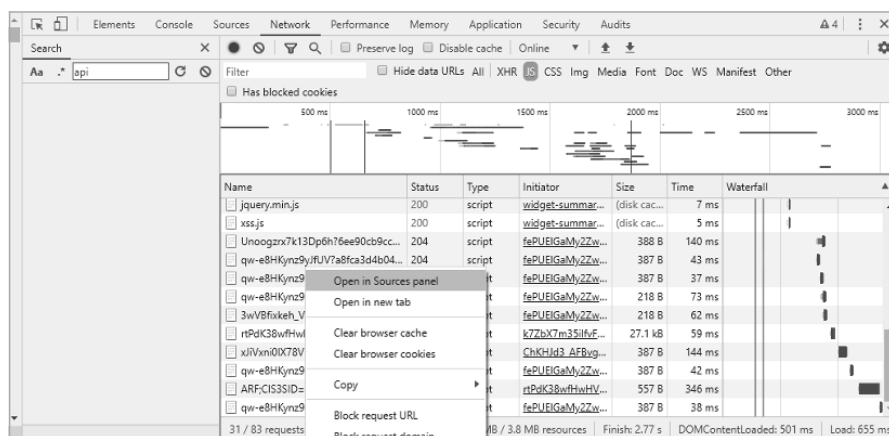 Elements Console Sources Network Performance Memory Application Security Audits 4
Search Preserve log Disable cache Online
Aa .* api Filter Hide data URLs All XHR JS CSS Img Media Font Doc WS Manifest Other
Has blocked cookies
500 ms 1000 ms 1500 ms 2000 ms 2500 ms 3000 ms
Name Status Type Initiator Size Time Waterfall
jquery.min.js 200 script widget-summar... (disk cac... 7 ms
xss.js 200 script widget-summar... (disk cac... 5 ms
Unoogzrx7k13Dp6h?6ee90cb9cc... 204 script fePUEIGaMy2Zw... 388 B 140 ms
qw-e8HKynz9yJfUV?a8fca3d4b04... 204 script fePUEIGaMy2Zw... 387 B 43 ms
qw-e8HKynz9 Open in Sources panel fePUEIGaMy2Zw... 387 B 37 ms
qw-e8HKynz9 Open in new tab fePUEIGaMy2Zw... 218 B 73 ms
3wVBfixkeh_V fePUEIGaMy2Zw... 218 B 62 ms
rtPdK38wfHwl Clear browser cache k7ZbX7m35iIfvF... 27.1 kB 59 ms
xJiVxni0IX78V Clear browser cookies ChKHJd3_AFBvg... 387 B 144 ms
qw-e8HKynz9 fePUEIGaMy2Zw... 387 B 42 ms
ARF;CIS3SID= Copy rtPdK38wfHwHV... 557 B 346 ms
qw-e8HKynz9 fePUEIGaMy2Zw... 387 B 38 ms
Block request URL
31 / 83 requests MB / 3.8 MB resources Finish: 2.77 s DOMContentLoaded: 501 ms Load: 655 ms
Block request domain